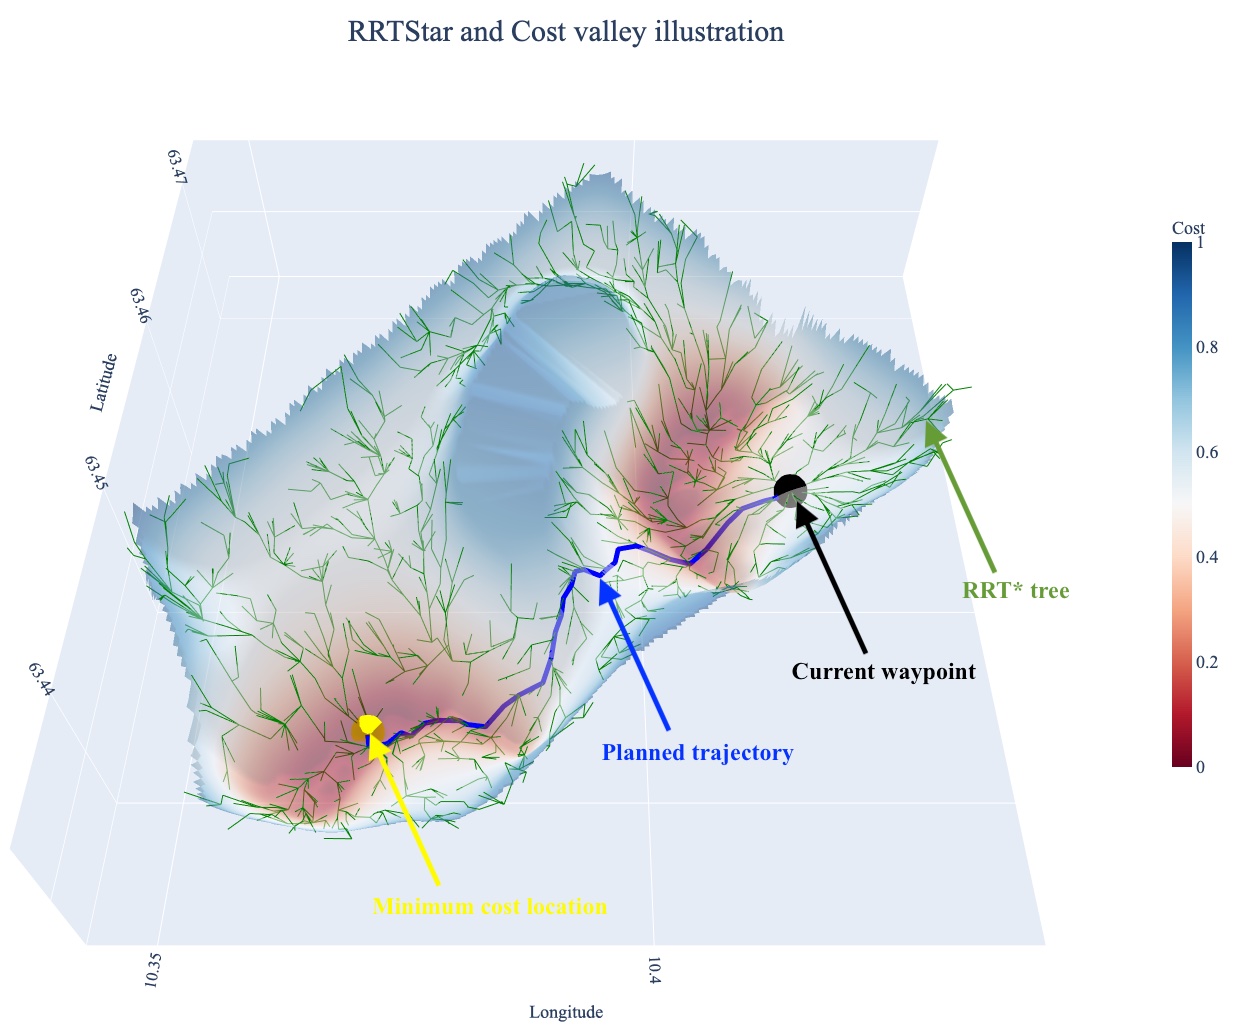 RRTStar and Cost valley illustration
63.47
63.46
Latitude
63.45
63.44
Cost
1
0.8
0.6
0.4
0.2
0
RRT* tree
Current waypoint
Planned trajectory
Minimum cost location
10.35
10.4
Longitude